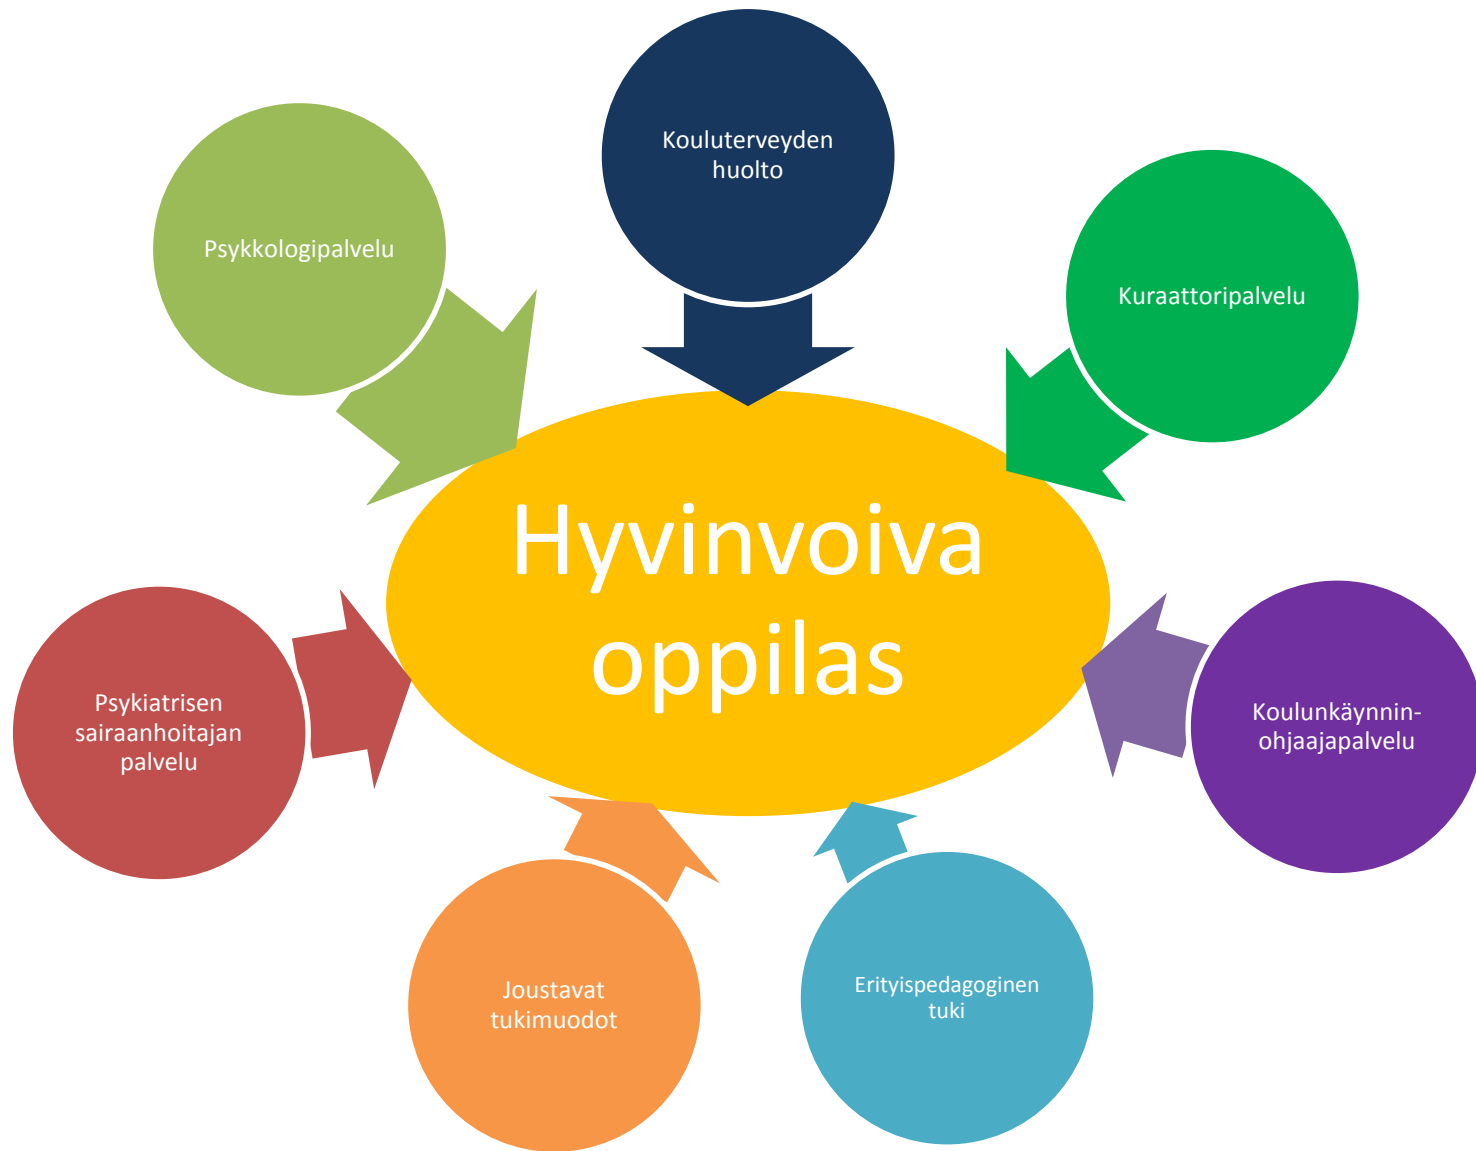 Kouluterveyden
huolto
Psykkologipalvelu
Kuraattoripalvelu
Hyvinvoiva
oppilas
Psykiatrisen
sairaanhoitajan
palvelu
Koulunkäynnin-
ohjaajapalvelu
Joustavat
tukimuodot
Erityispedagoginen
tuki